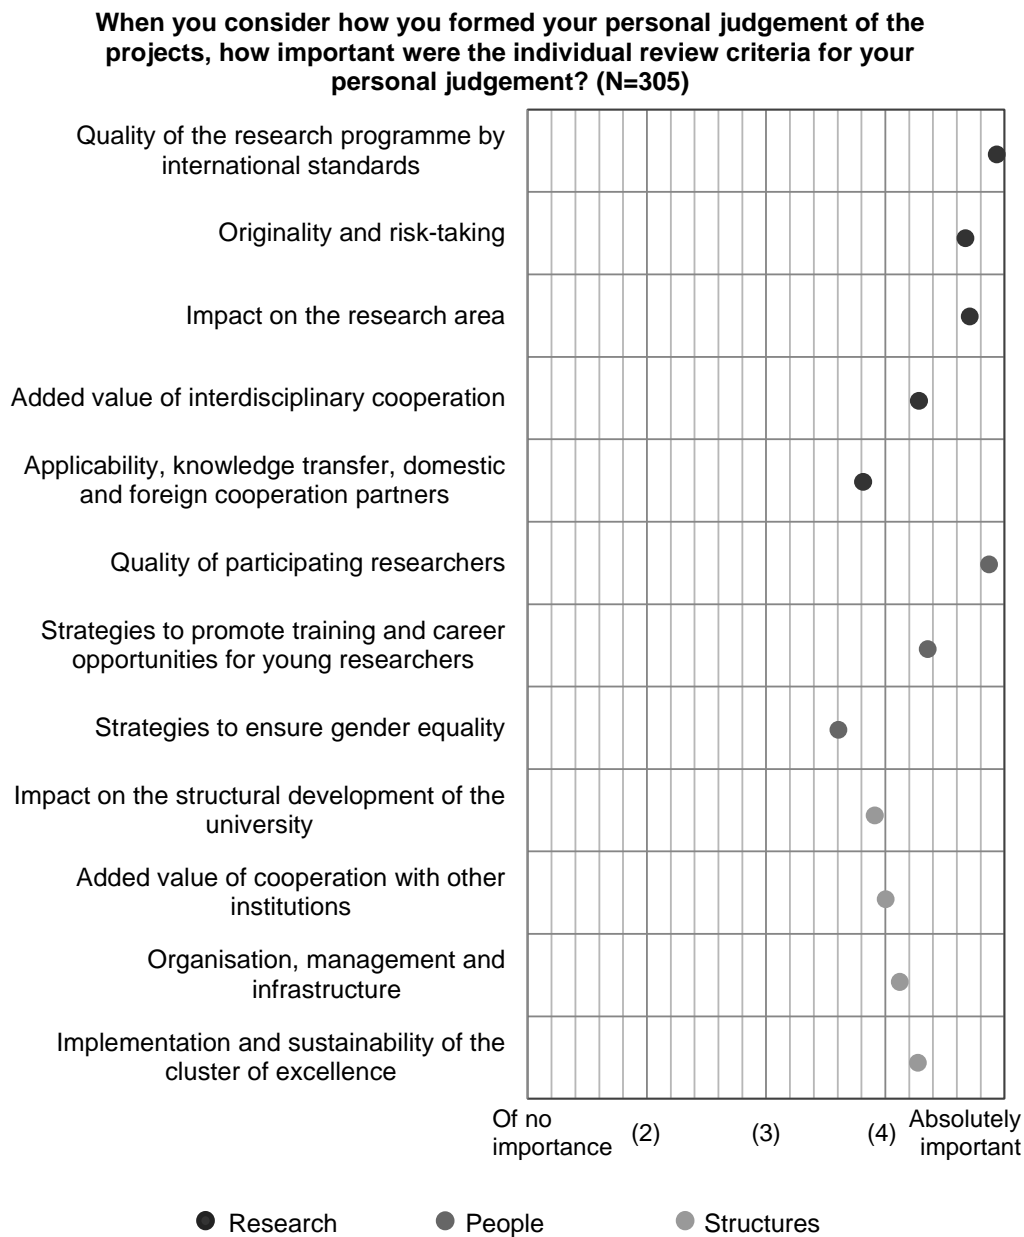 When you consider how you formed your personal judgement of the
projects, how important were the individual review criteria for your
personal judgement? (N=305)
Quality of the research programme by
international standards
Originality and risk-taking
Impact on the research area
Added value of interdisciplinary cooperation
Applicability, knowledge transfer, domestic
and foreign cooperation partners
Quality of participating researchers
Strategies to promote training and career
opportunities for young researchers
Strategies to ensure gender equality
Impact on the structural development of the
university
Added value of cooperation with other
institutions
Organisation, management and
infrastructure
Implementation and sustainability of the
cluster of excellence
Of no
importance
(2)
(3)
(4)
Absolutely
important
Research
People
Structures